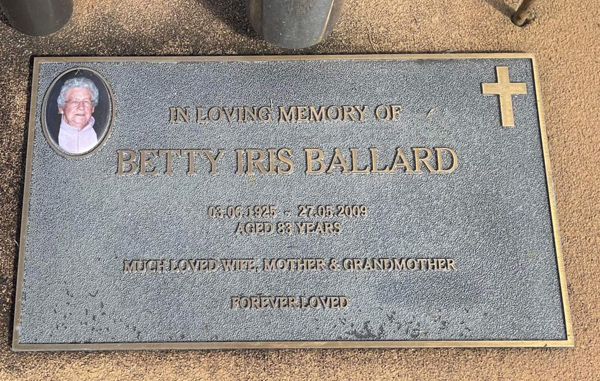 IN LOVING MEMORY OF
BETTY IRIS BALLARD
03.06.1925 - 27.05.2009
AGED 83 YEARS
MUCH LOVED WIFE, MOTHER & GRANDMOTHER
FOREVER LOVED